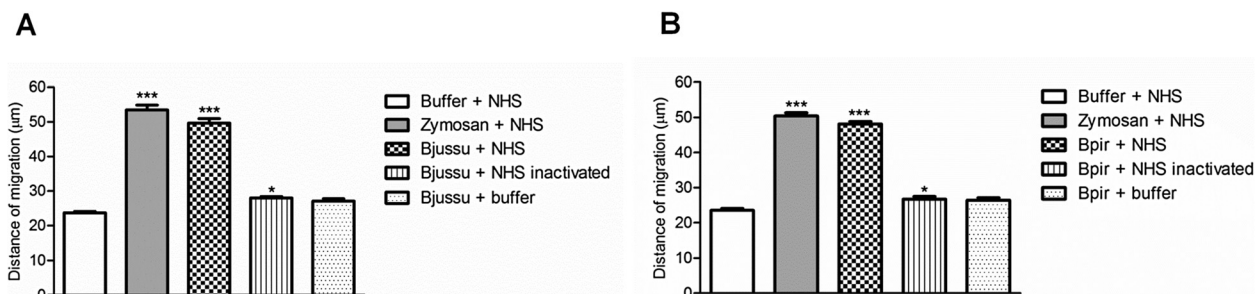 A
Distance of migration (μm)
60
50
40
30
20
10
0
***
***
*
Buffer + NHS
Zymosan + NHS
Bjussu + NHS
Bjussu + NHS inactivated
Bjussu + buffer
B
Distance of migration (μm)
60
50
40
30
20
10
0
***
***
*
Buffer + NHS
Zymosan + NHS
Bpir + NHS
Bpir + NHS inactivated
Bpir + buffer